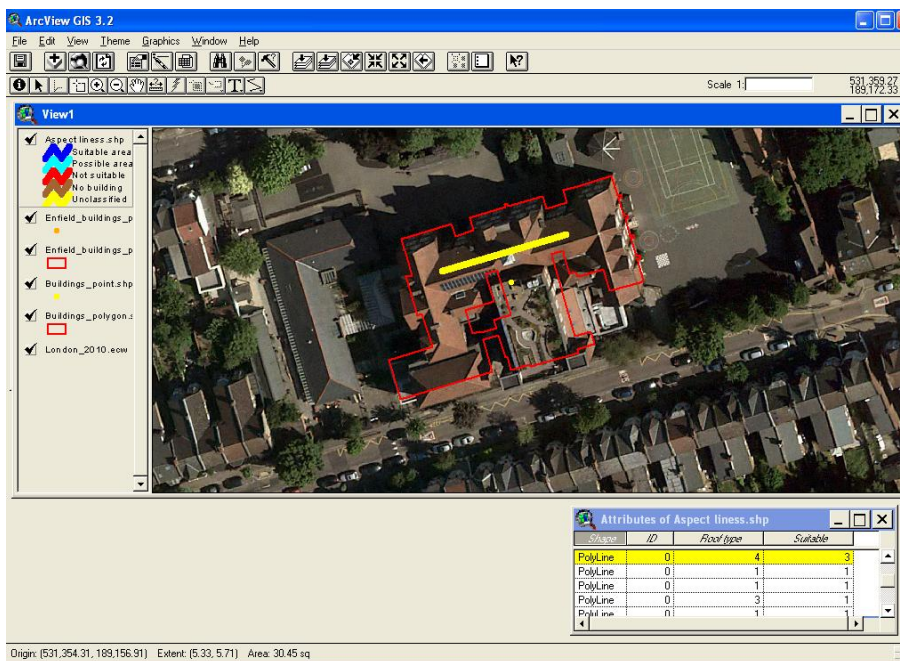 ArcView GIS 3.2
File Edit View Theme Graphics Window Help
Scale 1:
531,359.27
189,172.33
View1
Aspect liness.shp
Suitable area
Possible area
Not suitable
No building
Unclassified
Enfield_buildings_p
Enfield_buildings_p
Buildings_point.shp
Buildings_polygon.s
London_2010.ecw
Attributes of Aspect liness.shp
Shape ID Roof type Suitable
PolyLine 0 4 3
PolyLine 0 1 1
PolyLine 0 1 1
PolyLine 0 3 1
PolyLine 0 1 1
Origin: (531,354.31, 189,156.91) Extent: (5.33, 5.71) Area: 30.45 sq